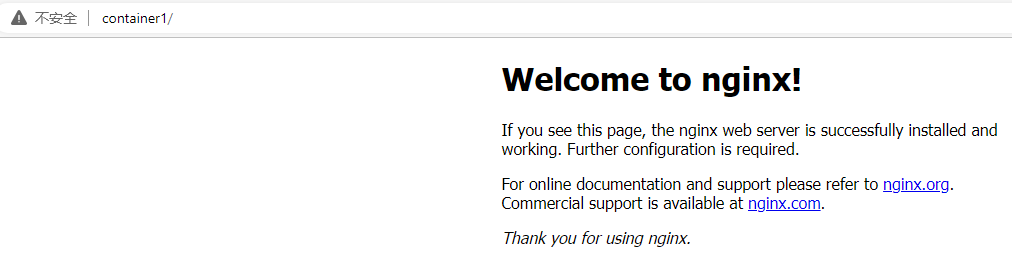 不安全 container1/
Welcome to nginx!
If you see this page, the nginx web server is successfully installed and
working. Further configuration is required.
For online documentation and support please refer to nginx.org.
Commercial support is available at nginx.com.
Thank you for using nginx.